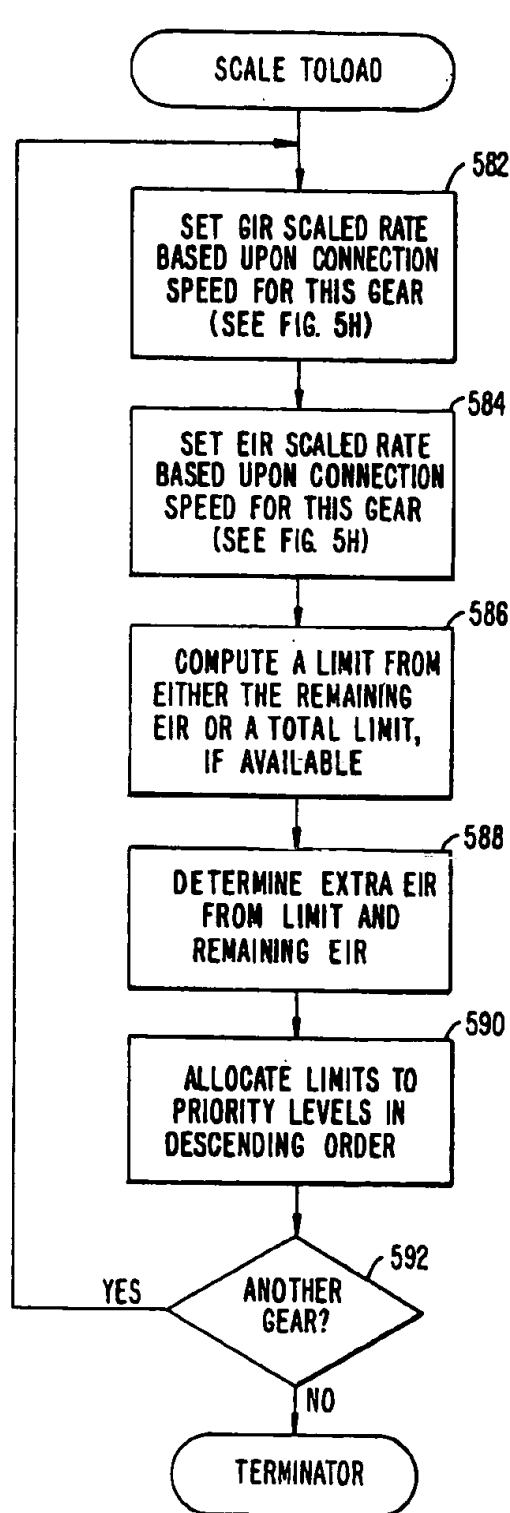 SCALE TOLOAD
582
SET GIR SCALED RATE
BASED UPON CONNECTION
SPEED FOR THIS GEAR
(SEE FIG. 5H)
584
SET EIR SCALED RATE
BASED UPON CONNECTION
SPEED FOR THIS GEAR
(SEE FIG. 5H)
586
COMPUTE A LIMIT FROM
EITHER THE REMAINING
EIR OR A TOTAL LIMIT,
IF AVAILABLE
588
DETERMINE EXTRA EIR
FROM LIMIT AND
REMAINING EIR
590
ALLOCATE LIMITS TO
PRIORITY LEVELS IN
DESCENDING ORDER
592
YES
ANOTHER
GEAR?
NO
TERMINATOR